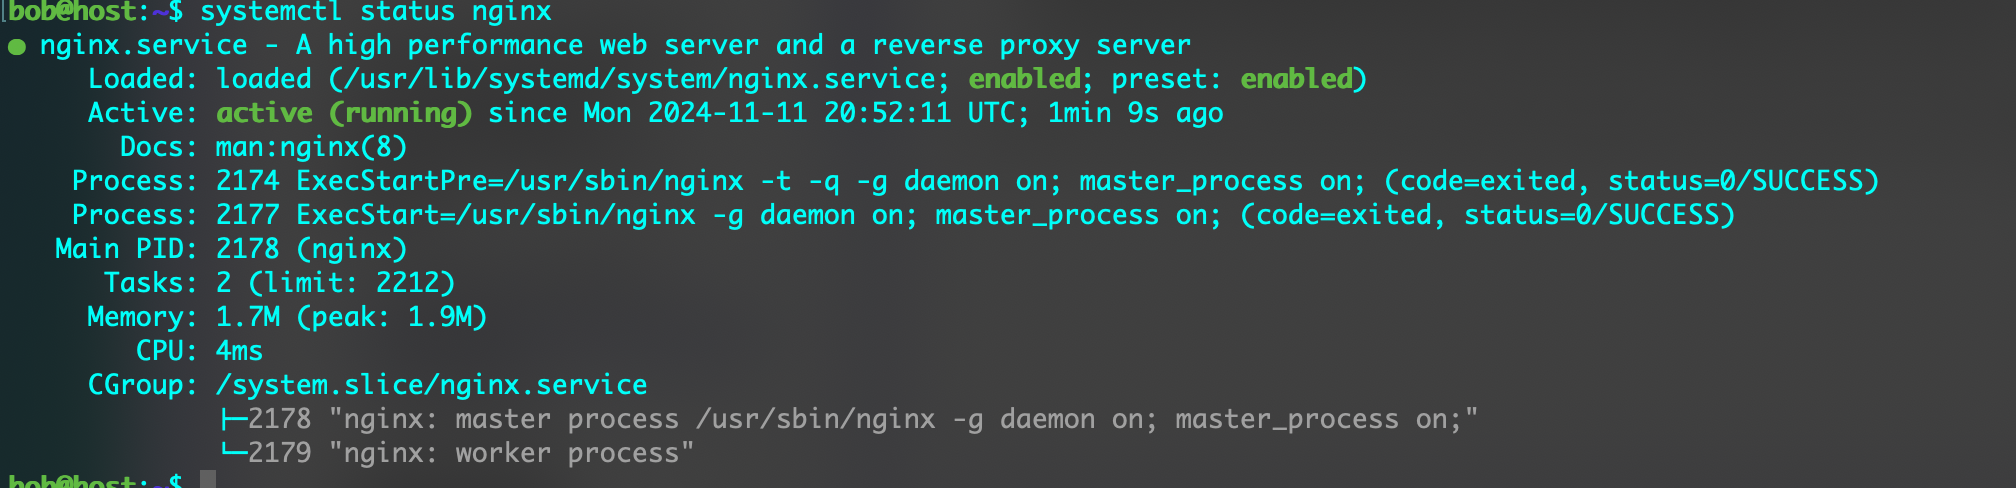 bob@host:~$ systemctl status nginx
● nginx.service - A high performance web server and a reverse proxy server
     Loaded: loaded (/usr/lib/systemd/system/nginx.service; enabled; preset: enabled)
     Active: active (running) since Mon 2024-11-11 20:52:11 UTC; 1min 9s ago
       Docs: man:nginx(8)
    Process: 2174 ExecStartPre=/usr/sbin/nginx -t -q -g daemon on; master_process on; (code=exited, status=0/SUCCESS)
    Process: 2177 ExecStart=/usr/sbin/nginx -g daemon on; master_process on; (code=exited, status=0/SUCCESS)
   Main PID: 2178 (nginx)
      Tasks: 2 (limit: 2212)
     Memory: 1.7M (peak: 1.9M)
        CPU: 4ms
     CGroup: /system.slice/nginx.service
             ├─2178 "nginx: master process /usr/sbin/nginx -g daemon on; master_process on;"
             └─2179 "nginx: worker process"
bob@host:~$